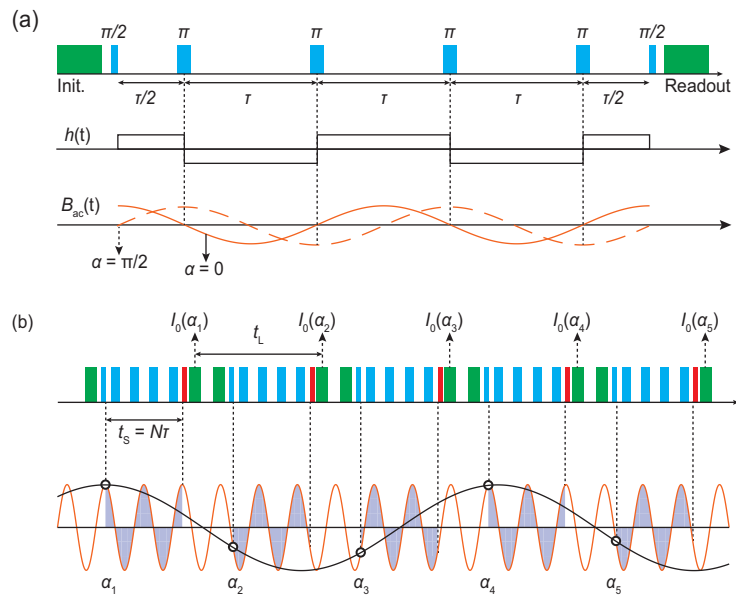 (a)
π/2 π π π π π/2
Init. Readout
τ/2 τ τ τ τ/2
h(t)
B_ac(t)
α = π/2
α = 0
(b)
I_0(α_1) I_0(α_2) I_0(α_3) I_0(α_4) I_0(α_5)
t_L
t_S = Nτ
α_1 α_2 α_3 α_4 α_5